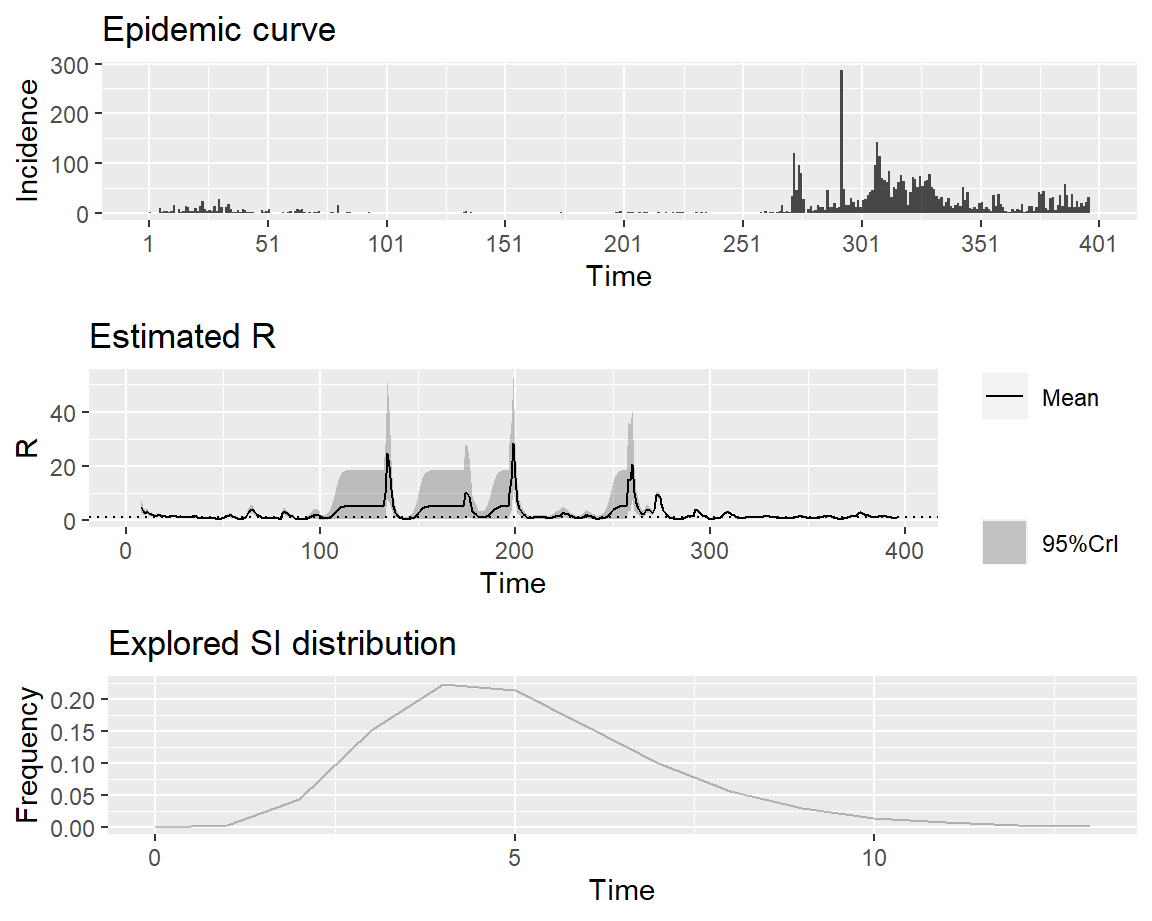 Epidemic curve
300
200
100
0
Incidence
1 51 101 151 201 251 301 351 401
Time
Estimated R
40
20
0
R
0 100 200 300 400
Time
Mean
95%CrI
Explored SI distribution
0.20
0.15
0.10
0.05
0.00
Frequency
0 5 10
Time